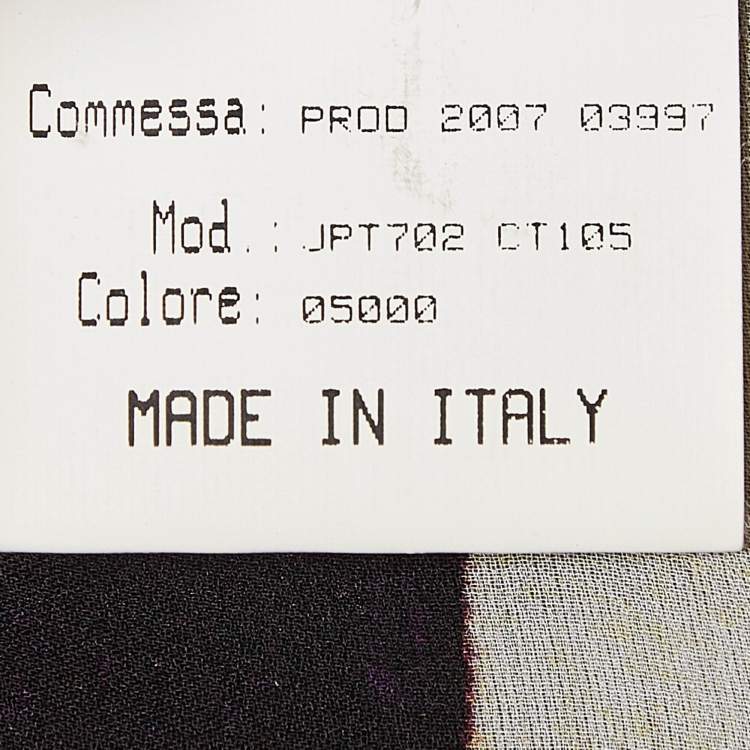 Commessa: PROD 2007 03997
Mod.: JPT702 CT105
Colore: 05000
MADE IN ITALY